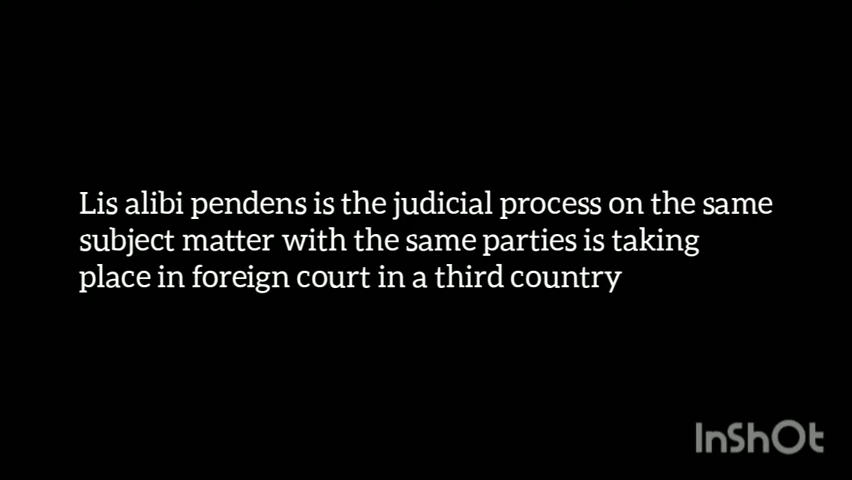 Lis alibi pendens is the judicial process on the same
subject matter with the same parties is taking
place in foreign court in a third country
InShOt